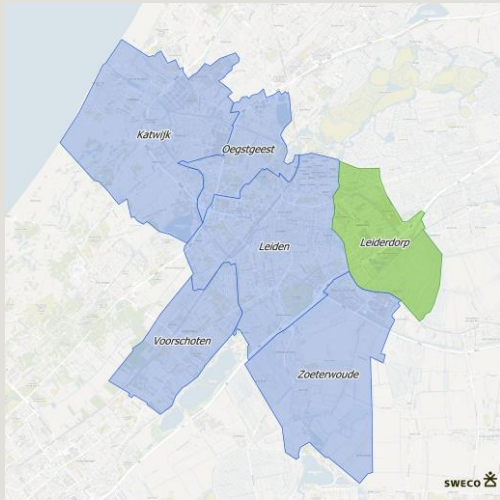 Katwijk
Oegstgeest
Leiden
Leiderdorp
Voorschoten
Zoeterwoude
SWECO